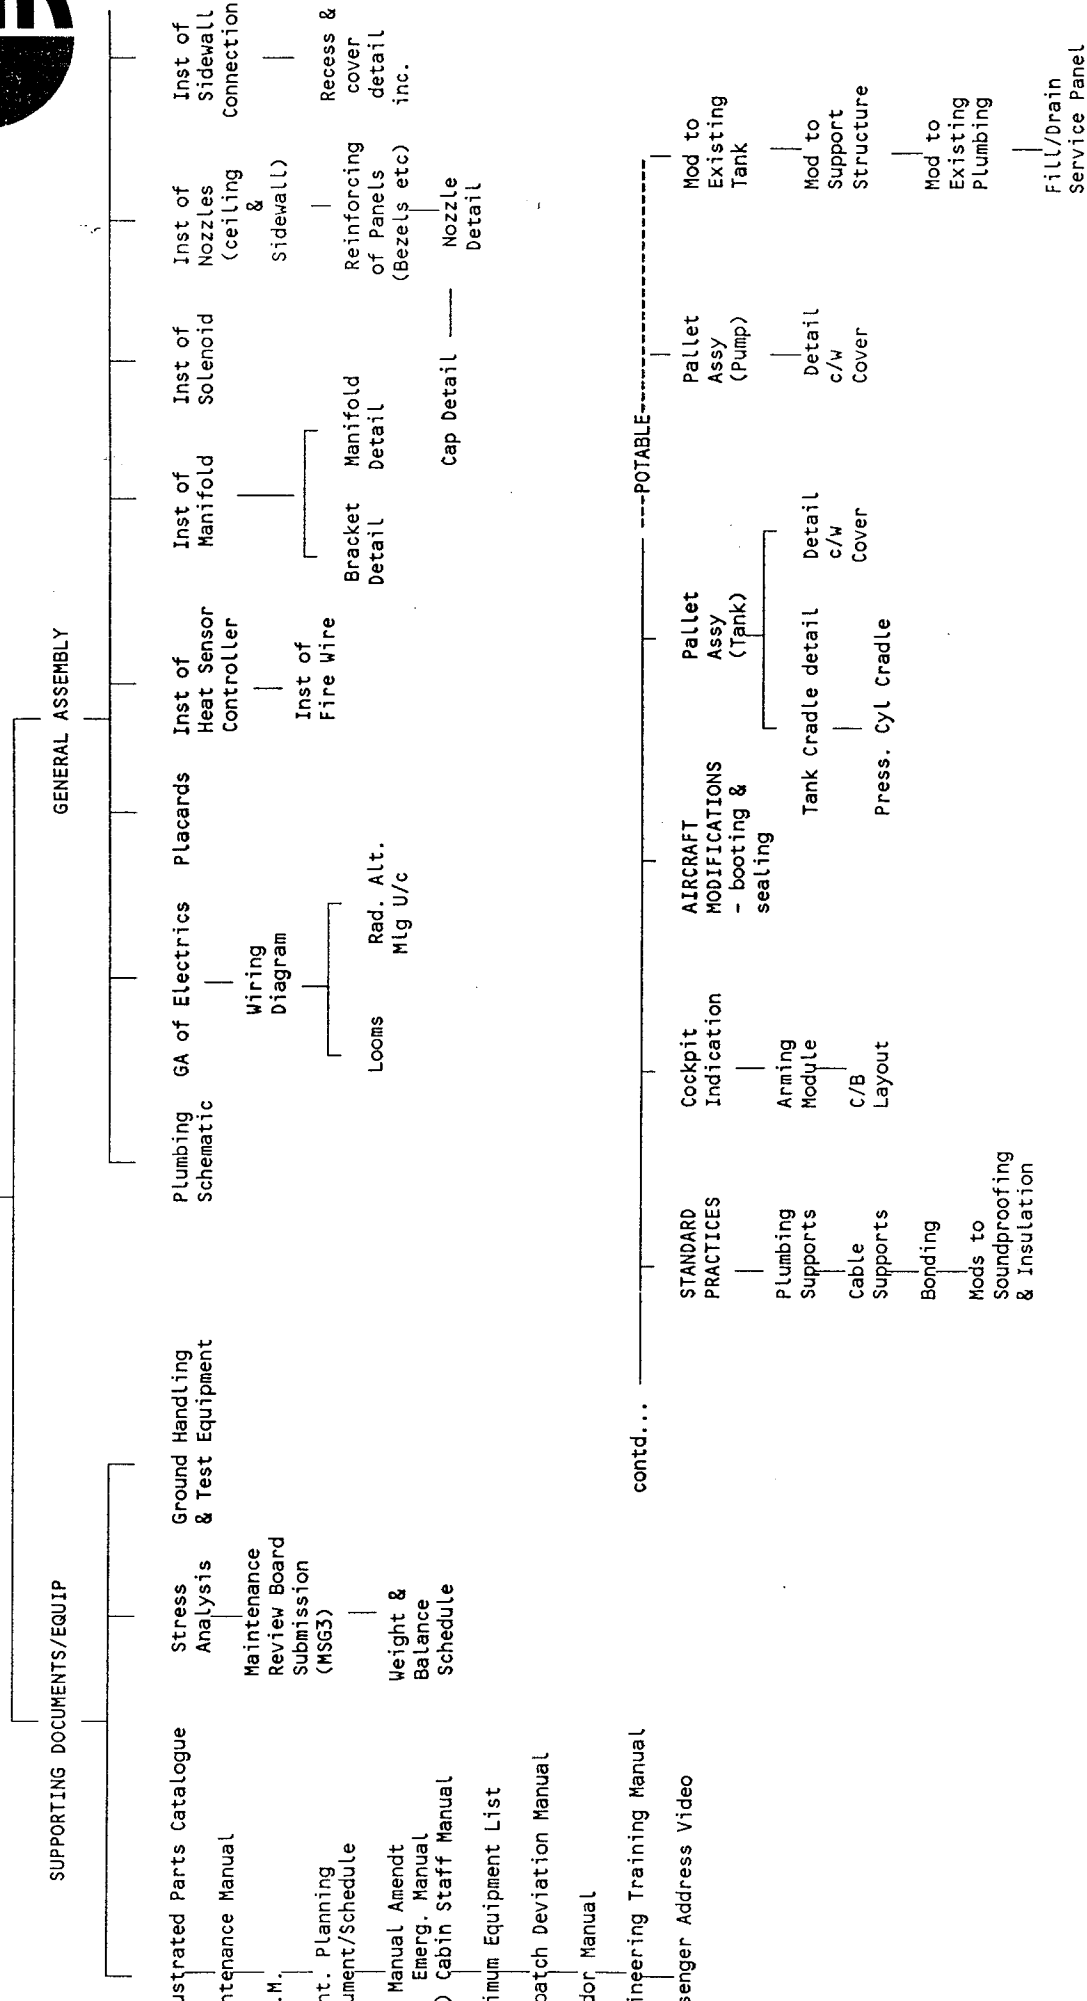 SUPPORTING DOCUMENTS/EQUIP
GENERAL ASSEMBLY
ustrated Parts Catalogue
ntenance Manual
.M.
nt. Planning
ument/Schedule
Manual Amendt
Emerg. Manual
) Cabin Staff Manual
imum Equipment List
patch Deviation Manual
dor Manual
ineering Training Manual
senger Address Video
Stress
Analysis
Maintenance
Review Board
Submission
(MSG3)
Weight &
Balance
Schedule
Ground Handling
& Test Equipment
Plumbing
Schematic
GA of Electrics
Wiring
Diagram
Looms
Rad. Alt.
Mlg U/c
Placards
Inst of
Heat Sensor
Controller
Inst of
Fire Wire
Inst of
Manifold
Bracket
Detail
Manifold
Detail
Inst of
Solenoid
Inst of
Nozzles
(ceiling
&
Sidewall)
Reinforcing
of Panels
(Bezels etc)
Cap Detail
Nozzle
Detail
Inst of
Sidewall
Connection
Recess &
cover
detail
inc.
contd...
POTABLE
STANDARD
PRACTICES
Plumbing
Supports
Cable
Supports
Bonding
Mods to
Soundproofing
& Insulation
Cockpit
Indication
Arming
Module
C/B
Layout
AIRCRAFT
MODIFICATIONS
- booting &
sealing
Pallet
Assy
(Tank)
Tank Cradle detail
Press. Cyl Cradle
Detail
c/w
Cover
Pallet
Assy
(Pump)
Detail
c/w
Cover
Mod to
Existing
Tank
Mod to
Support
Structure
Mod to
Existing
Plumbing
Fill/Drain
Service Panel